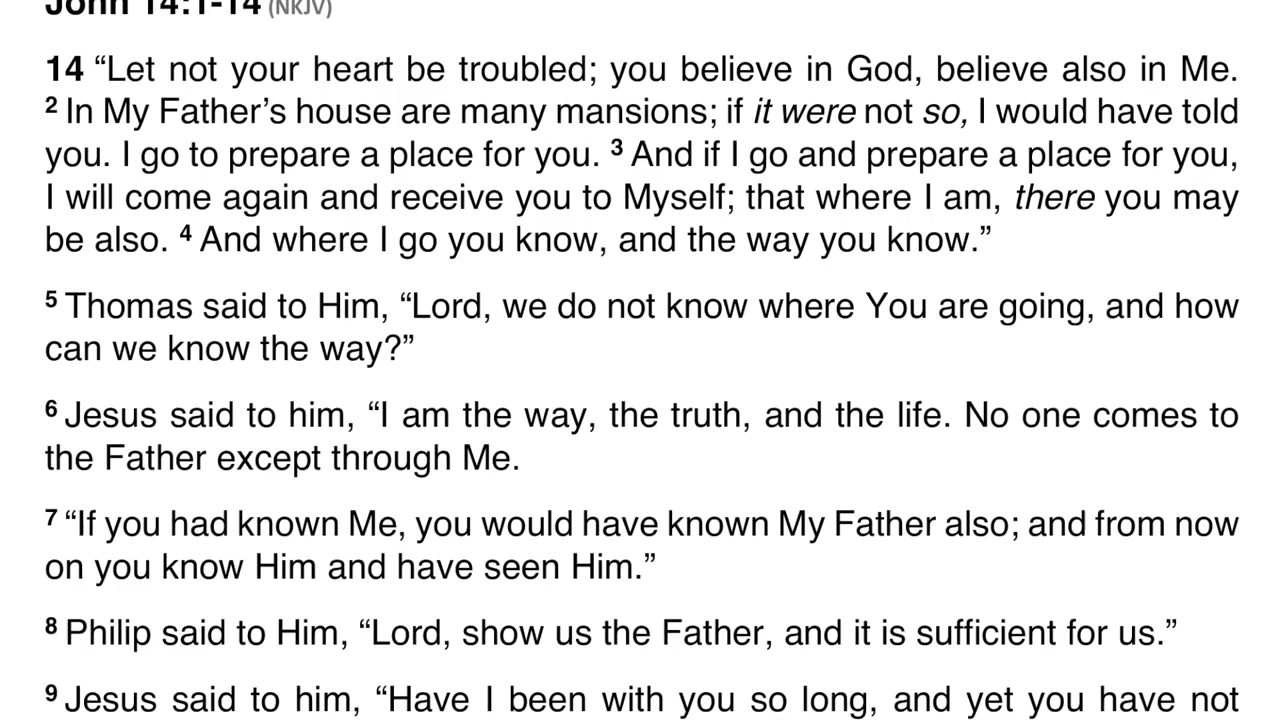 John 14:1-14 (NKJV)
14 “Let not your heart be troubled; you believe in God, believe also in Me.
2 In My Father’s house are many mansions; if it were not so, I would have told
you. I go to prepare a place for you. 3 And if I go and prepare a place for you,
I will come again and receive you to Myself; that where I am, there you may
be also. 4 And where I go you know, and the way you know.”
5 Thomas said to Him, “Lord, we do not know where You are going, and how
can we know the way?”
6 Jesus said to him, “I am the way, the truth, and the life. No one comes to
the Father except through Me.
7 “If you had known Me, you would have known My Father also; and from now
on you know Him and have seen Him.”
8 Philip said to Him, “Lord, show us the Father, and it is sufficient for us.”
9 Jesus said to him, “Have I been with you so long, and yet you have not